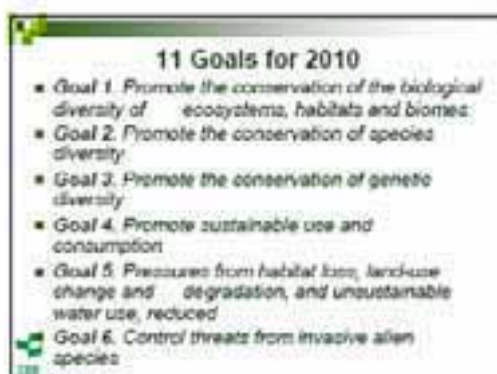 11 Goals for 2010
Goal 1. Promote the conservation of the biological
diversity of ecosystems, habitats and biomes
Goal 2. Promote the conservation of species
diversity
Goal 3. Promote the conservation of genetic
diversity
Goal 4. Promote sustainable use and
consumption
Goal 5. Pressures from habitat loss, land-use
change and degradation, and unsustainable
water use, reduced
Goal 6. Control threats from invasive alien
species